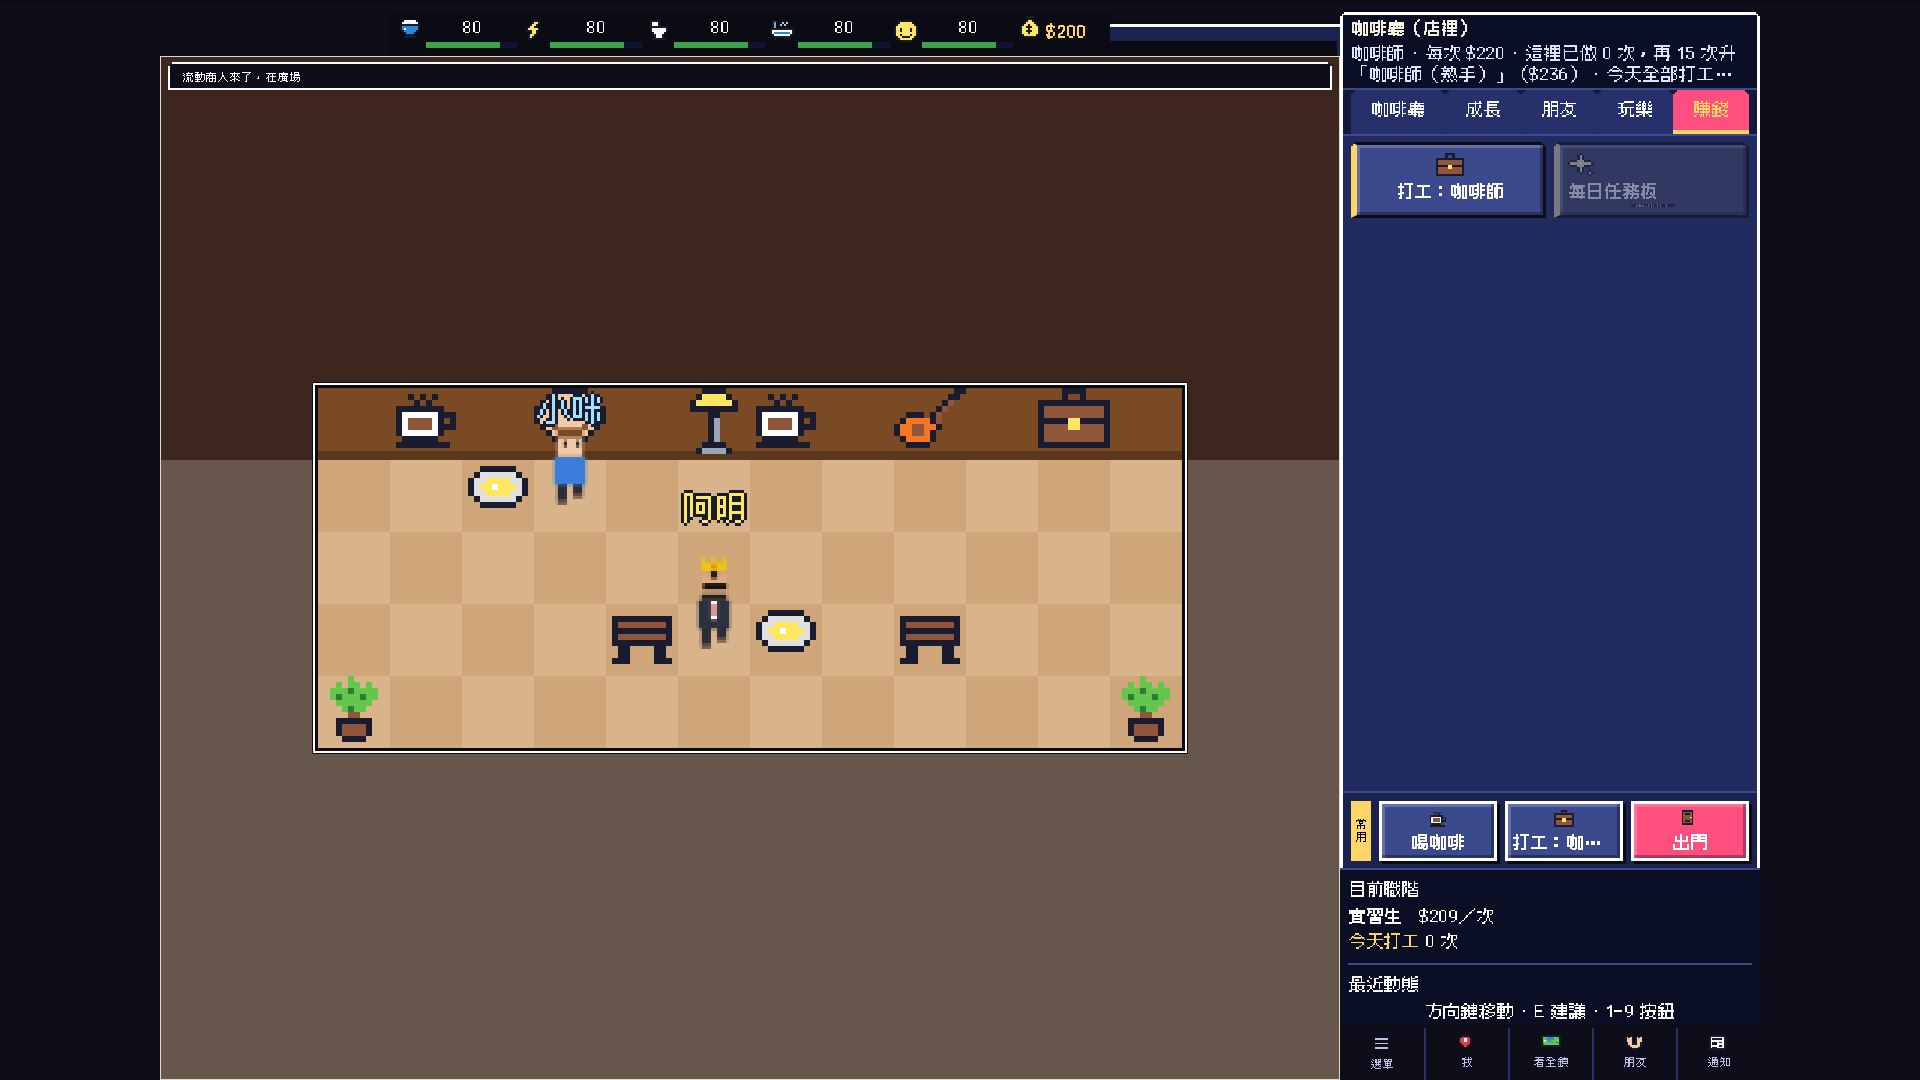 80 80 80 80 80 $200
流動商人來了，在廣場
小咪
阿明
咖啡廳（店裡）
咖啡師 · 每次 $220 · 這裡已做 0 次，再 15 次升
「咖啡師（熟手）」（$236） · 今天全部打工…
咖啡廳 成長 朋友 玩樂 賺錢
打工：咖啡師
每日任務板
常用
喝咖啡
打工：咖…
出門
目前職階
實習生 $209／次
今天打工 0 次
最近動態
方向鍵移動 · E 建議 · 1-9 按鈕
選單 我 看全鎮 朋友 通知